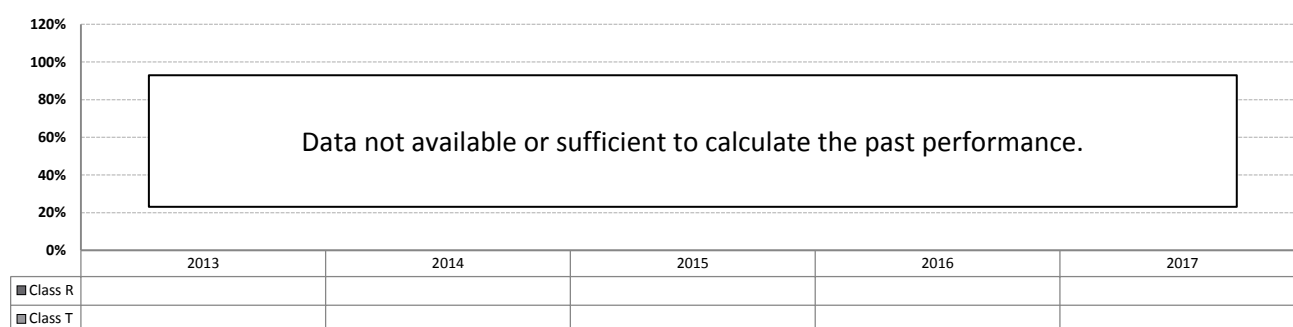 120%
100%
80%
60%
40%
20%
0%
Data not available or sufficient to calculate the past performance.
2013 2014 2015 2016 2017
Class R
Class T